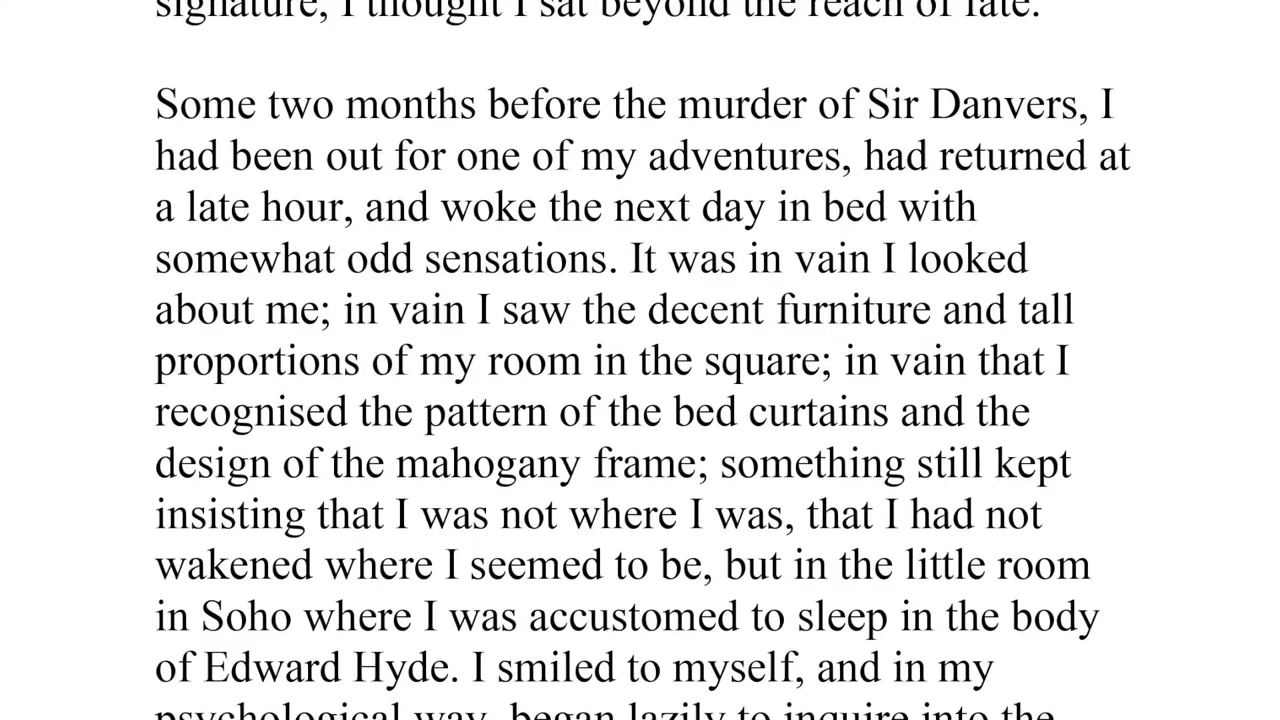 signature, I thought I sat beyond the reach of fate.
Some two months before the murder of Sir Danvers, I
had been out for one of my adventures, had returned at
a late hour, and woke the next day in bed with
somewhat odd sensations. It was in vain I looked
about me; in vain I saw the decent furniture and tall
proportions of my room in the square; in vain that I
recognised the pattern of the bed curtains and the
design of the mahogany frame; something still kept
insisting that I was not where I was, that I had not
wakened where I seemed to be, but in the little room
in Soho where I was accustomed to sleep in the body
of Edward Hyde. I smiled to myself, and in my
psychological way, began lazily to inquire into the